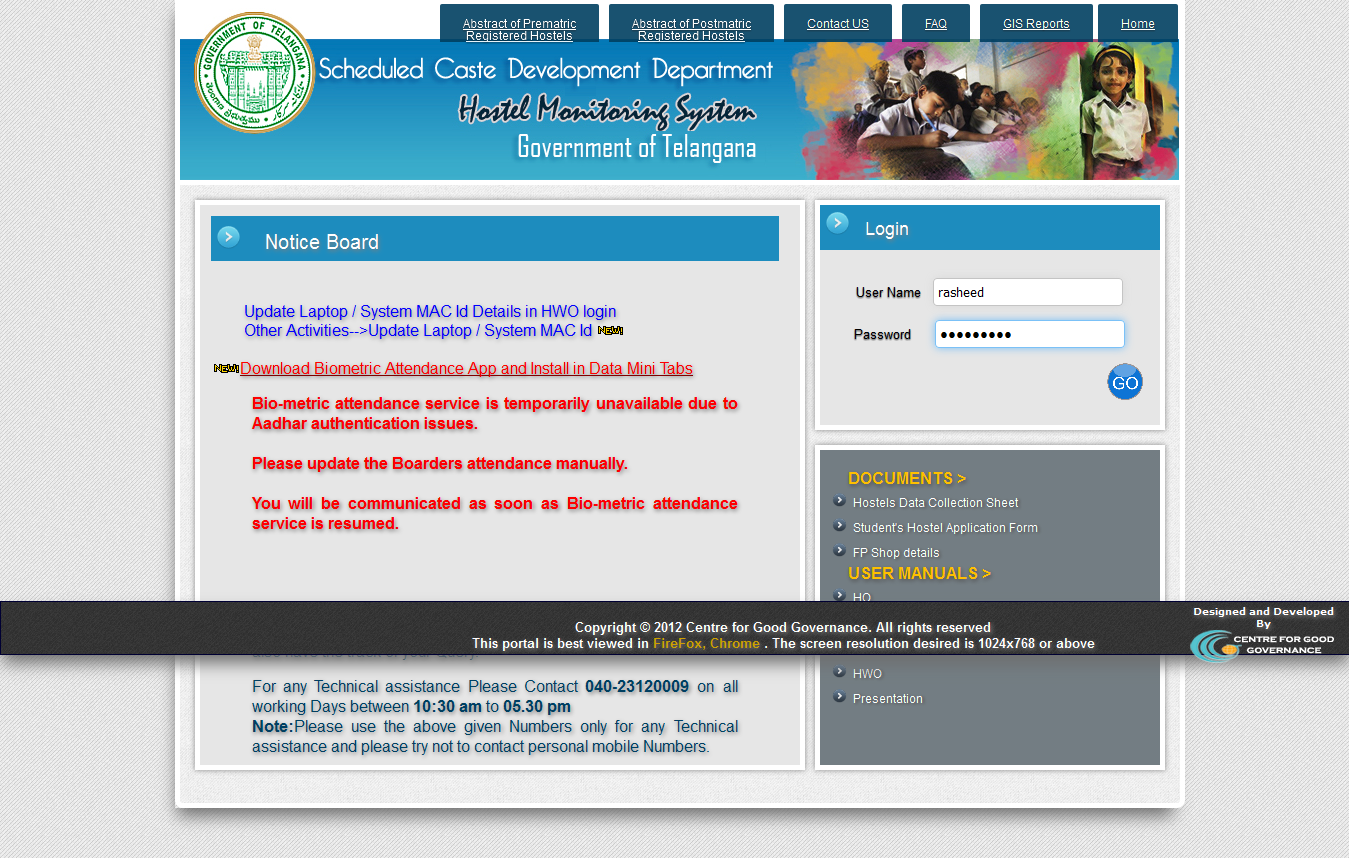 Abstract of Prematric
Registered Hostels
Abstract of Postmatric
Registered Hostels
Contact US
FAQ
GIS Reports
Home
GOVERNMENT OF TELANGANA
Scheduled Caste Development Department
Hostel Monitoring System
Government of Telangana
Notice Board
Update Laptop / System MAC Id Details in HWO login
Other Activities-->Update Laptop / System MAC Id NEW!
NEW! Download Biometric Attendance App and Install in Data Mini Tabs
Bio-metric attendance service is temporarily unavailable due to
Aadhar authentication issues.
Please update the Boarders attendance manually.
You will be communicated as soon as Bio-metric attendance
service is resumed.
Login
User Name rasheed
Password •••••••••
GO
DOCUMENTS >
Hostels Data Collection Sheet
Student's Hostel Application Form
FP Shop details
USER MANUALS >
HO
Copyright © 2012 Centre for Good Governance. All rights reserved
This portal is best viewed in FireFox, Chrome . The screen resolution desired is 1024x768 or above
Designed and Developed
By
CENTRE FOR GOOD
GOVERNANCE
HWO
Presentation
For any Technical assistance Please Contact 040-23120009 on all
working Days between 10:30 am to 05.30 pm
Note:Please use the above given Numbers only for any Technical
assistance and please try not to contact personal mobile Numbers.